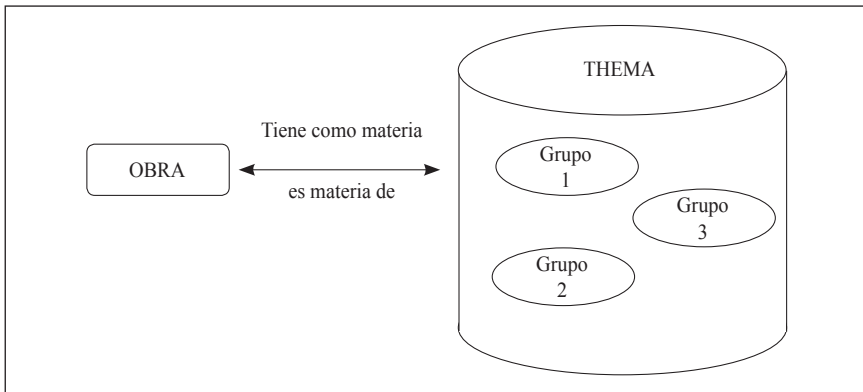 THEMA
Tiene como materia
OBRA
es materia de
Grupo
1
Grupo
3
Grupo
2